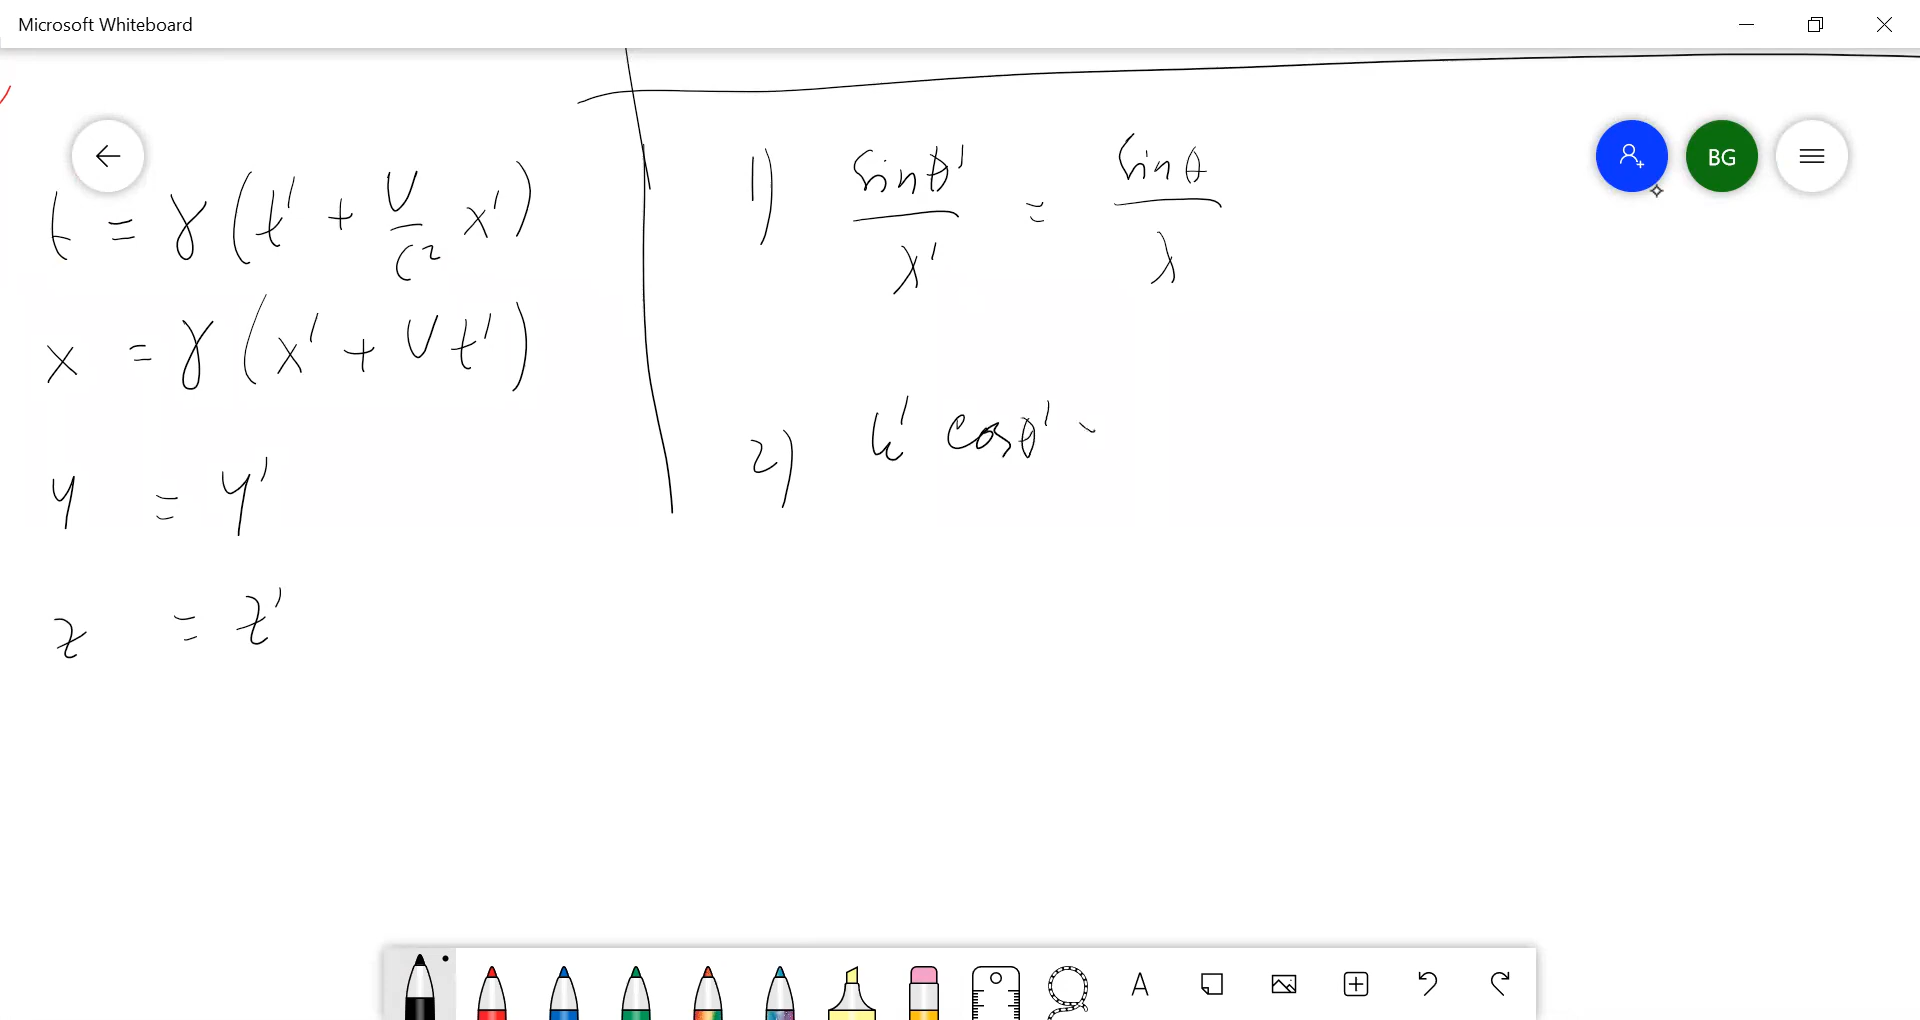 Microsoft Whiteboard
t = γ (t' + V/c² x')
x = γ (x' + Vt')
y = y'
z = z'
1) sinθ'/λ' = sinθ/λ
2) k' cosθ' -
BG
A